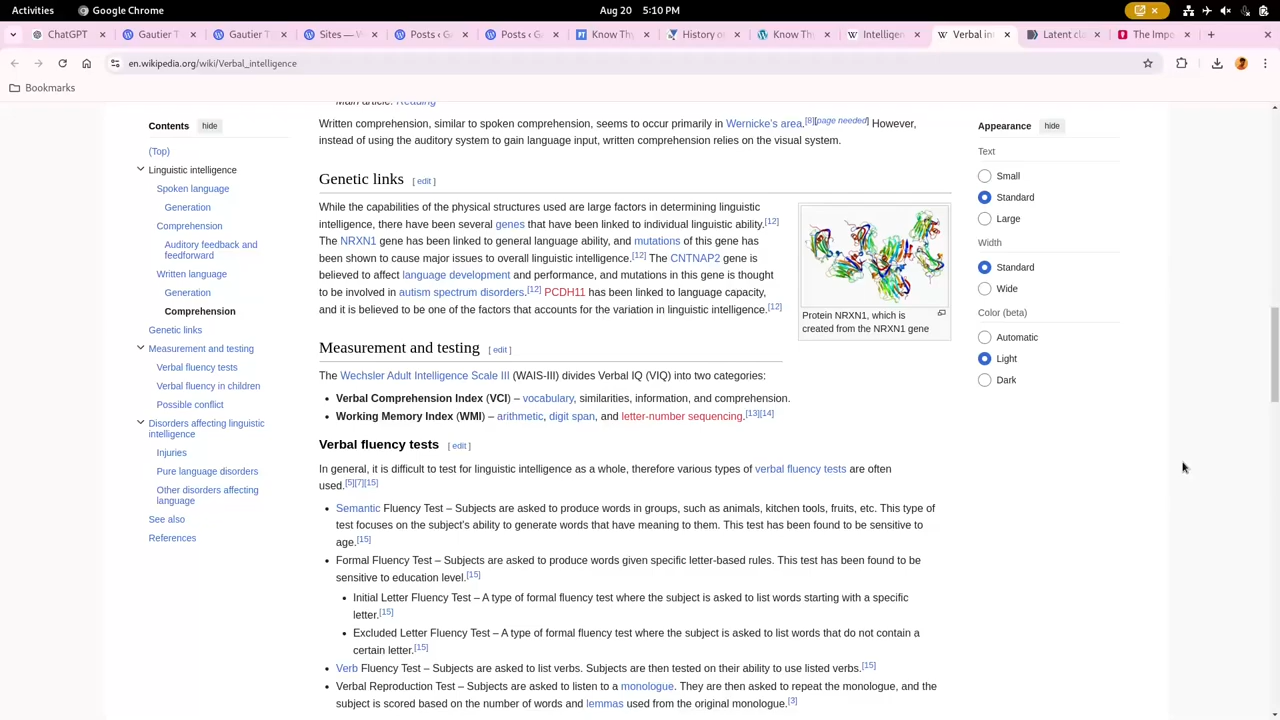 Activities Google Chrome Aug 20 5:10 PM
ChatGPT Gautier T Gautier T Sites — W Posts ‹ G Posts ‹ G Know Th History o Know Th Intelligen Verbal in Latent cla The Impo
en.wikipedia.org/wiki/Verbal_intelligence
Bookmarks
Contents hide
(Top)
Linguistic intelligence
Spoken language
Generation
Comprehension
Auditory feedback and
feedforward
Written language
Generation
Comprehension
Genetic links
Measurement and testing
Verbal fluency tests
Verbal fluency in children
Possible conflict
Disorders affecting linguistic
intelligence
Injuries
Pure language disorders
Other disorders affecting
language
See also
References
Main article: Reading
Written comprehension, similar to spoken comprehension, seems to occur primarily in Wernicke's area.[8][page needed] However,
instead of using the auditory system to gain language input, written comprehension relies on the visual system.
Genetic links [ edit ]
While the capabilities of the physical structures used are large factors in determining linguistic
intelligence, there have been several genes that have been linked to individual linguistic ability.[12]
The NRXN1 gene has been linked to general language ability, and mutations of this gene has
been shown to cause major issues to overall linguistic intelligence.[12] The CNTNAP2 gene is
believed to affect language development and performance, and mutations in this gene is thought
to be involved in autism spectrum disorders.[12] PCDH11 has been linked to language capacity,
and it is believed to be one of the factors that accounts for the variation in linguistic intelligence.[12]
Protein NRXN1, which is
created from the NRXN1 gene
Measurement and testing [ edit ]
The Wechsler Adult Intelligence Scale III (WAIS-III) divides Verbal IQ (VIQ) into two categories:
• Verbal Comprehension Index (VCI) – vocabulary, similarities, information, and comprehension.
• Working Memory Index (WMI) – arithmetic, digit span, and letter-number sequencing.[13][14]
Verbal fluency tests [ edit ]
In general, it is difficult to test for linguistic intelligence as a whole, therefore various types of verbal fluency tests are often
used.[5][7][15]
• Semantic Fluency Test – Subjects are asked to produce words in groups, such as animals, kitchen tools, fruits, etc. This type of
test focuses on the subject's ability to generate words that have meaning to them. This test has been found to be sensitive to
age.[15]
• Formal Fluency Test – Subjects are asked to produce words given specific letter-based rules. This test has been found to be
sensitive to education level.[15]
• Initial Letter Fluency Test – A type of formal fluency test where the subject is asked to list words starting with a specific
letter.[15]
• Excluded Letter Fluency Test – A type of formal fluency test where the subject is asked to list words that do not contain a
certain letter.[15]
• Verb Fluency Test – Subjects are asked to list verbs. Subjects are then tested on their ability to use listed verbs.[15]
• Verbal Reproduction Test – Subjects are asked to listen to a monologue. They are then asked to repeat the monologue, and the
subject is scored based on the number of words and lemmas used from the original monologue.[3]
Appearance hide
Text
Small
Standard
Large
Width
Standard
Wide
Color (beta)
Automatic
Light
Dark